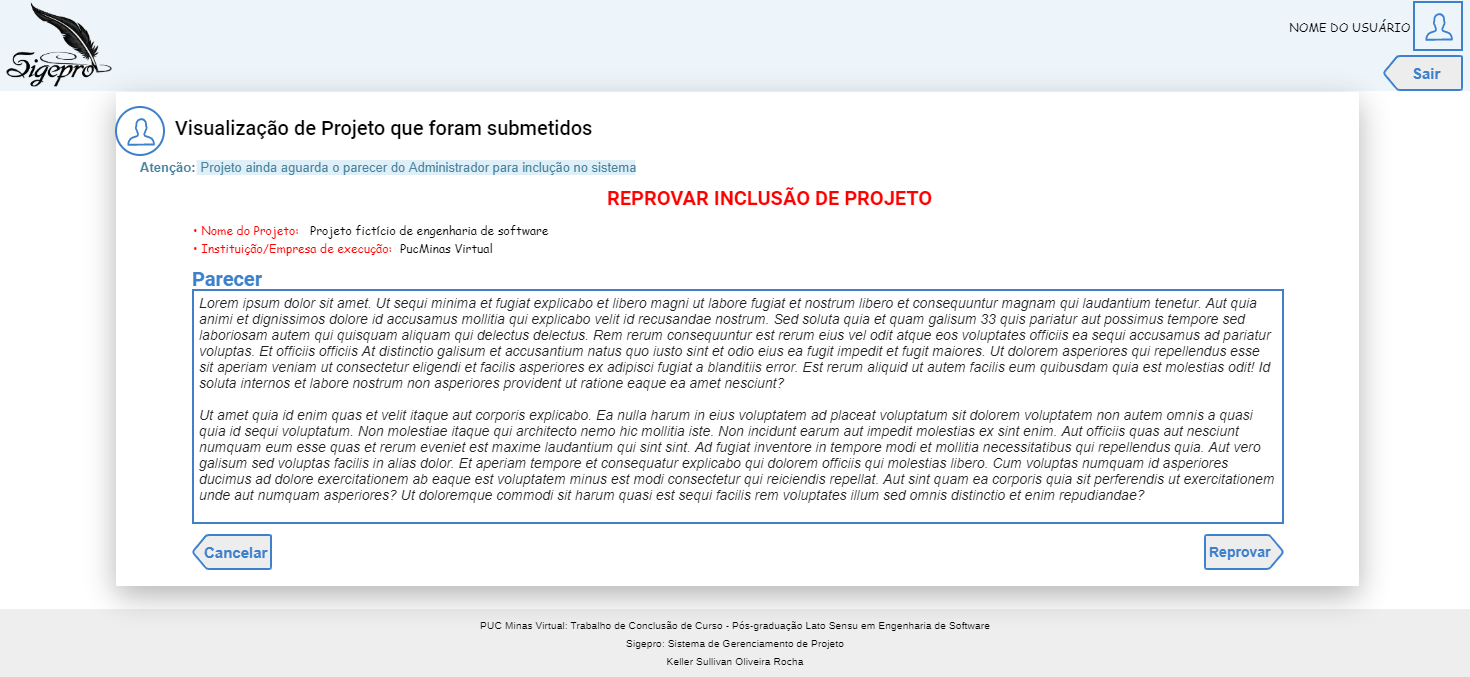 Sigepro
NOME DO USUÁRIO
Sair
Visualização de Projeto que foram submetidos
Atenção: Projeto ainda aguarda o parecer do Administrador para inclução no sistema
REPROVAR INCLUSÃO DE PROJETO
• Nome do Projeto: Projeto fictício de engenharia de software
• Instituição/Empresa de execução: PucMinas Virtual
Parecer
Lorem ipsum dolor sit amet. Ut sequi minima et fugiat explicabo et libero magni ut labore fugiat et nostrum libero et consequuntur magnam qui laudantium tenetur. Aut quia
animi et dignissimos dolore id accusamus mollitia qui explicabo velit id recusandae nostrum. Sed soluta quia et quam galisum 33 quis pariatur aut possimus tempore sed
laboriosam autem qui quisquam aliquam qui delectus delectus. Rem rerum consequuntur est rerum eius vel odit atque eos voluptates officiis ea sequi accusamus ad pariatur
voluptas. Et officiis officiis At distinctio galisum et accusantium natus quo iusto sint et odio eius ea fugit impedit et fugit maiores. Ut dolorem asperiores qui repellendus esse
sit aperiam veniam ut consectetur eligendi et facilis asperiores ex adipisci fugiat a blanditiis error. Est rerum aliquid ut autem facilis eum quibusdam quia est molestias odit! Id
soluta internos et labore nostrum non asperiores provident ut ratione eaque ea amet nesciunt?
Ut amet quia id enim quas et velit itaque aut corporis explicabo. Ea nulla harum in eius voluptatem ad placeat voluptatum sit dolorem voluptatem non autem omnis a quasi
quia id sequi voluptatum. Non molestiae itaque qui architecto nemo hic mollitia iste. Non incidunt earum aut impedit molestias ex sint enim. Aut officiis quas aut nesciunt
numquam eum esse quas et rerum eveniet est maxime laudantium qui sint sint. Ad fugiat inventore in tempore modi et mollitia necessitatibus qui repellendus quia. Aut vero
galisum sed voluptas facilis in alias dolor. Et aperiam tempore et consequatur explicabo qui dolorem officiis qui molestias libero. Cum voluptas numquam id asperiores
ducimus ad dolore exercitationem ab eaque est voluptatem minus est modi consectetur qui reiciendis repellat. Aut sint quam ea corporis quia sit perferendis ut exercitationem
unde aut numquam asperiores? Ut doloremque commodi sit harum quasi est sequi facilis rem voluptates illum sed omnis distinctio et enim repudiandae?
Cancelar
Reprovar
PUC Minas Virtual: Trabalho de Conclusão de Curso - Pós-graduação Lato Sensu em Engenharia de Software
Sigepro: Sistema de Gerenciamento de Projeto
Keller Sullivan Oliveira Rocha